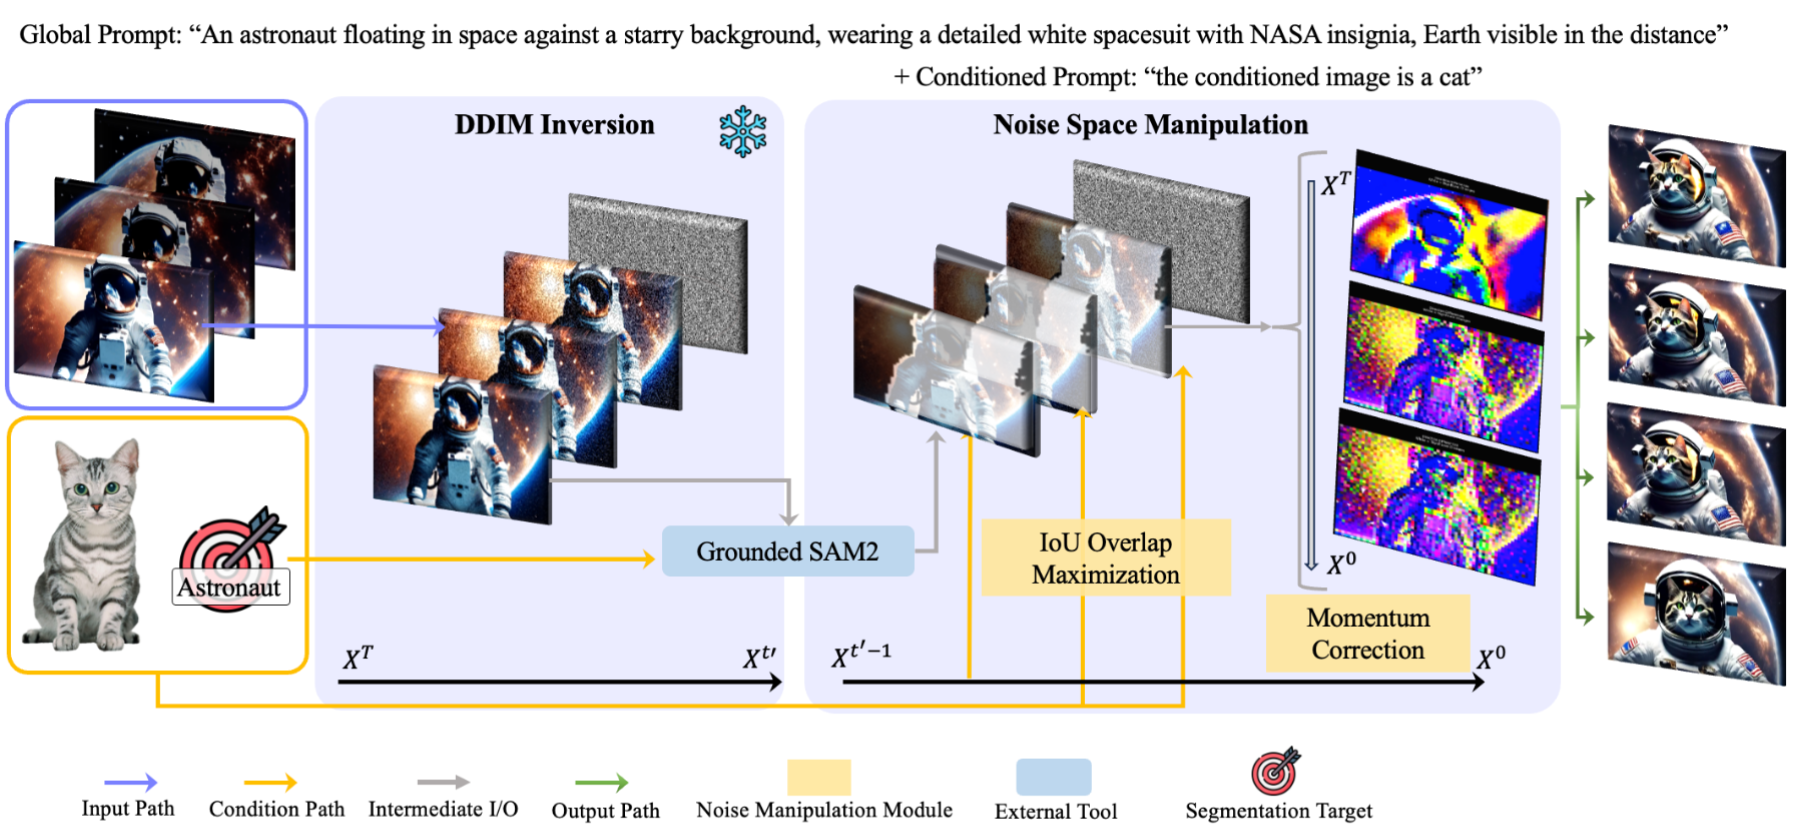 Global Prompt: “An astronaut floating in space against a starry background, wearing a detailed white spacesuit with NASA insignia, Earth visible in the distance”
+ Conditioned Prompt: “the conditioned image is a cat”
DDIM Inversion
Noise Space Manipulation
X^T
Astronaut
Grounded SAM2
IoU Overlap
Maximization
X^0
Momentum
Correction
X^T
X^t′
X^t′−1
X^0
Input Path
Condition Path
Intermediate I/O
Output Path
Noise Manipulation Module
External Tool
Segmentation Target